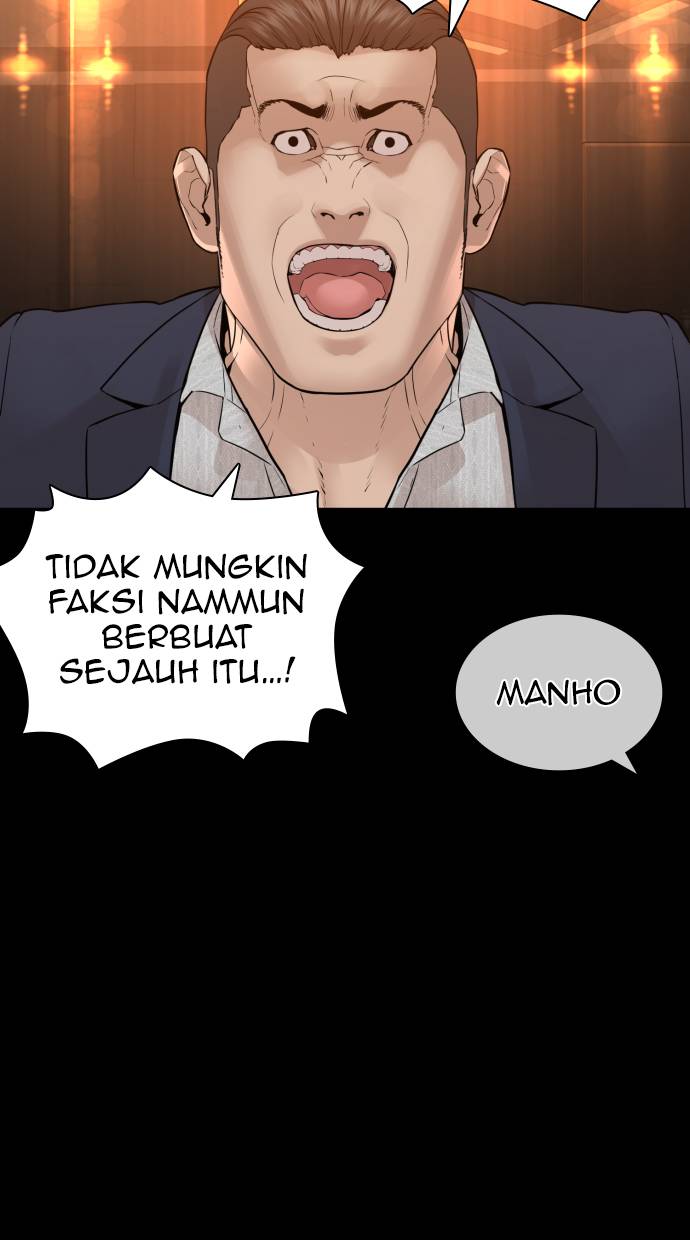 TIDAK MUNGKIN
FAKSI NAMMUN
BERBUAT
SEJAUH ITU...!
MANHO